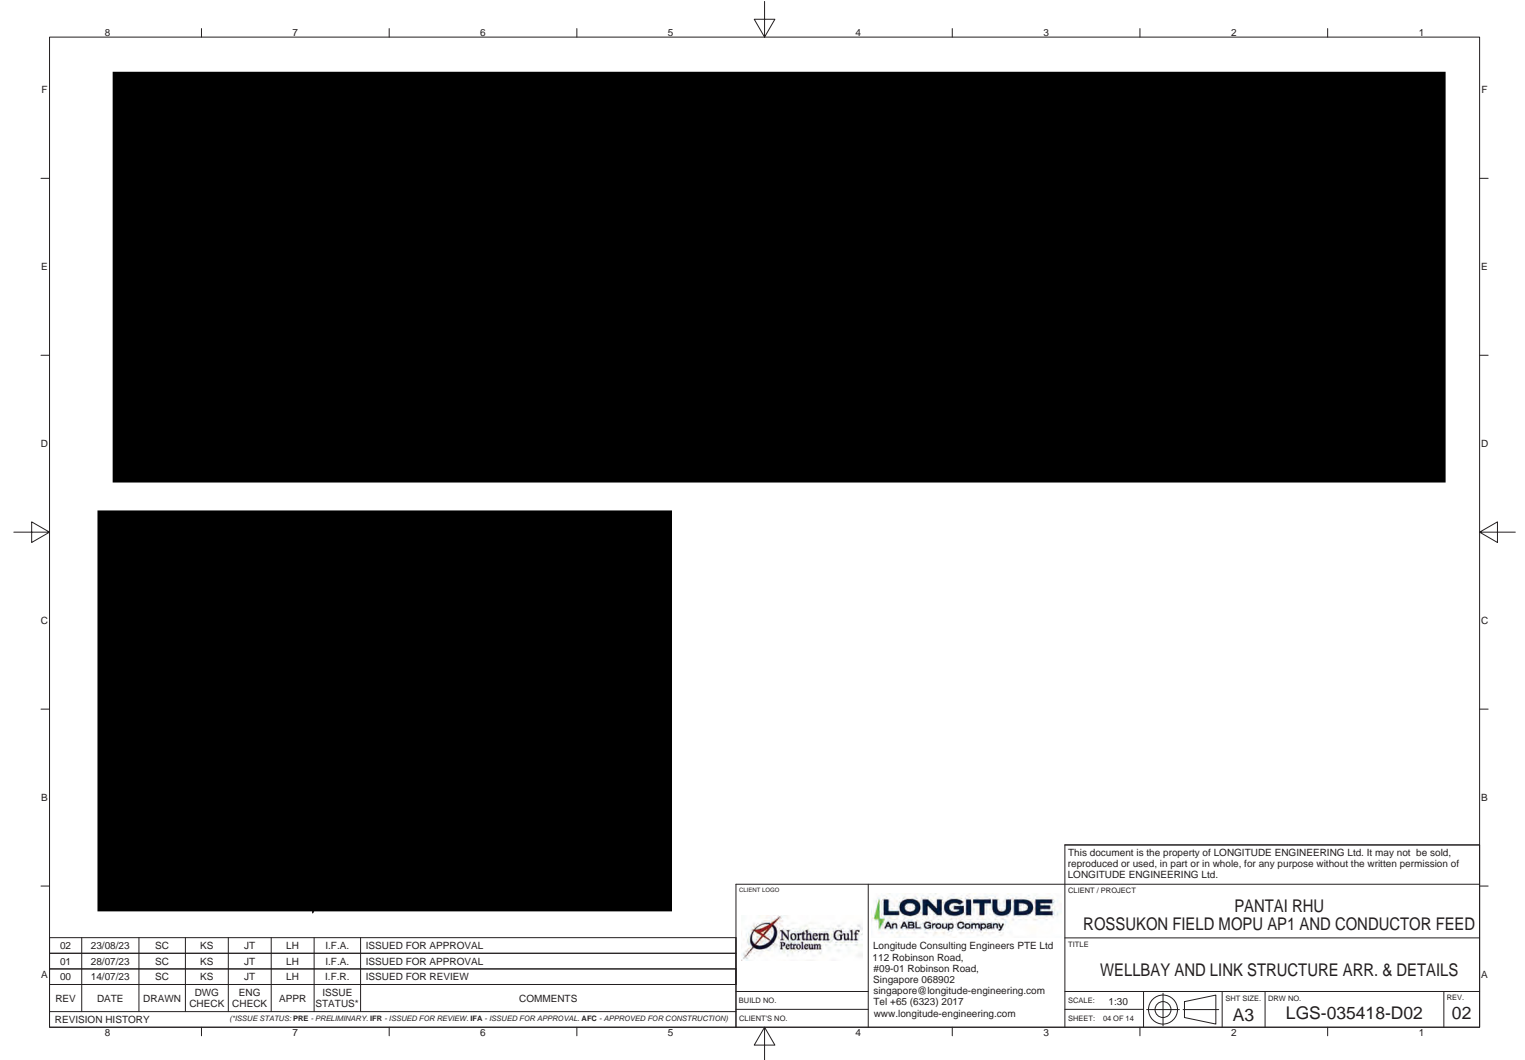 8 7 6 5 4 3 2 1
F F
E E
D D
C C
B B
A A
This document is the property of LONGITUDE ENGINEERING Ltd. It may not be sold,
reproduced or used, in part or in whole, for any purpose without the written permission of
LONGITUDE ENGINEERING Ltd.
CLIENT LOGO
Northern Gulf
Petroleum
BUILD NO.
CLIENT'S NO.
LONGITUDE
An ABL Group Company
Longitude Consulting Engineers PTE Ltd
112 Robinson Road,
#09-01 Robinson Road,
Singapore 068902
singapore@longitude-engineering.com
Tel +65 (6323) 2017
www.longitude-engineering.com
CLIENT / PROJECT
PANTAI RHU
ROSSUKON FIELD MOPU AP1 AND CONDUCTOR FEED
TITLE
WELLBAY AND LINK STRUCTURE ARR. & DETAILS
SCALE: 1:30
SHEET: 04 OF 14
SHT SIZE.
A3
DRW NO.
LGS-035418-D02
REV.
02
02 23/08/23 SC KS JT LH I.F.A. ISSUED FOR APPROVAL
01 28/07/23 SC KS JT LH I.F.A. ISSUED FOR APPROVAL
00 14/07/23 SC KS JT LH I.F.R. ISSUED FOR REVIEW
REV DATE DRAWN DWG CHECK ENG CHECK APPR ISSUE STATUS* COMMENTS
REVISION HISTORY (*ISSUE STATUS: PRE - PRELIMINARY. IFR - ISSUED FOR REVIEW. IFA - ISSUED FOR APPROVAL. AFC - APPROVED FOR CONSTRUCTION)
8 7 6 5 4 3 2 1